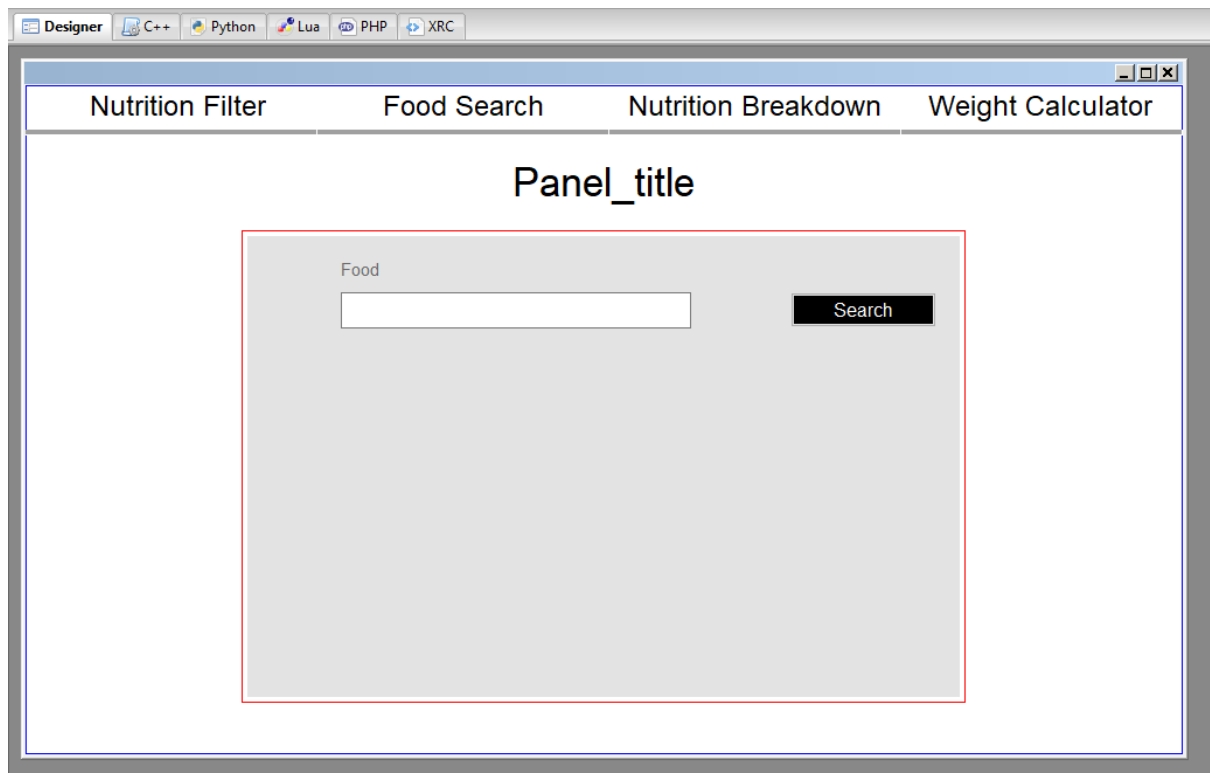 Designer C++ Python Lua PHP XRC
Nutrition Filter Food Search Nutrition Breakdown Weight Calculator
Panel_title
Food
Search